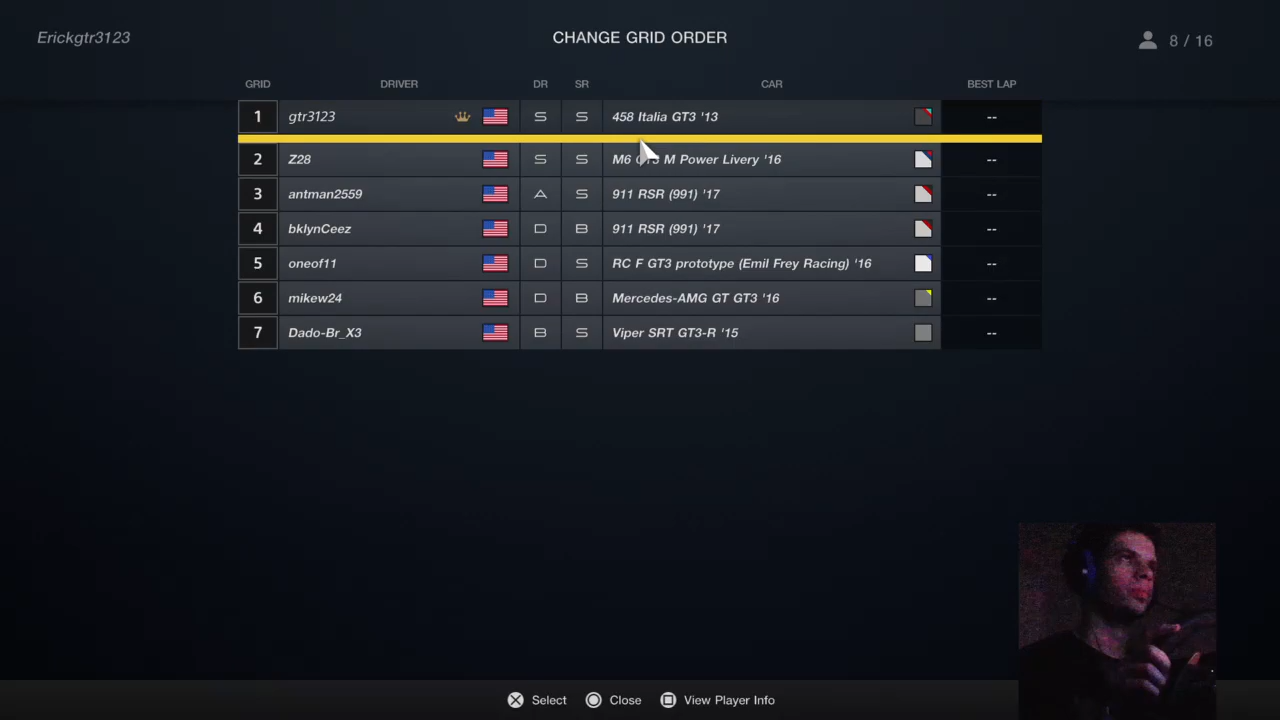 Erickgtr3123
CHANGE GRID ORDER
8 / 16
GRID DRIVER DR SR CAR BEST LAP
1 gtr3123 S S 458 Italia GT3 '13 --
2 Z28 S S M6 M Power Livery '16 --
3 antman2559 A S 911 RSR (991) '17 --
4 bklynCeez D B 911 RSR (991) '17 --
5 oneof11 D S RC F GT3 prototype (Emil Frey Racing) '16 --
6 mikew24 D B Mercedes-AMG GT GT3 '16 --
7 Dado-Br_X3 B S Viper SRT GT3-R '15 --
Select Close View Player Info